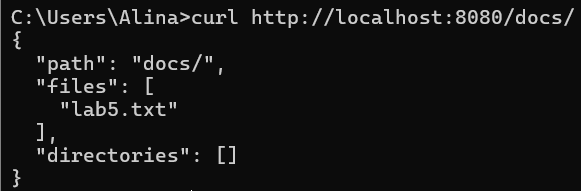 C:\Users\Alina>curl http://localhost:8080/docs/
{
  "path": "docs/",
  "files": [
    "lab5.txt"
  ],
  "directories": []
}